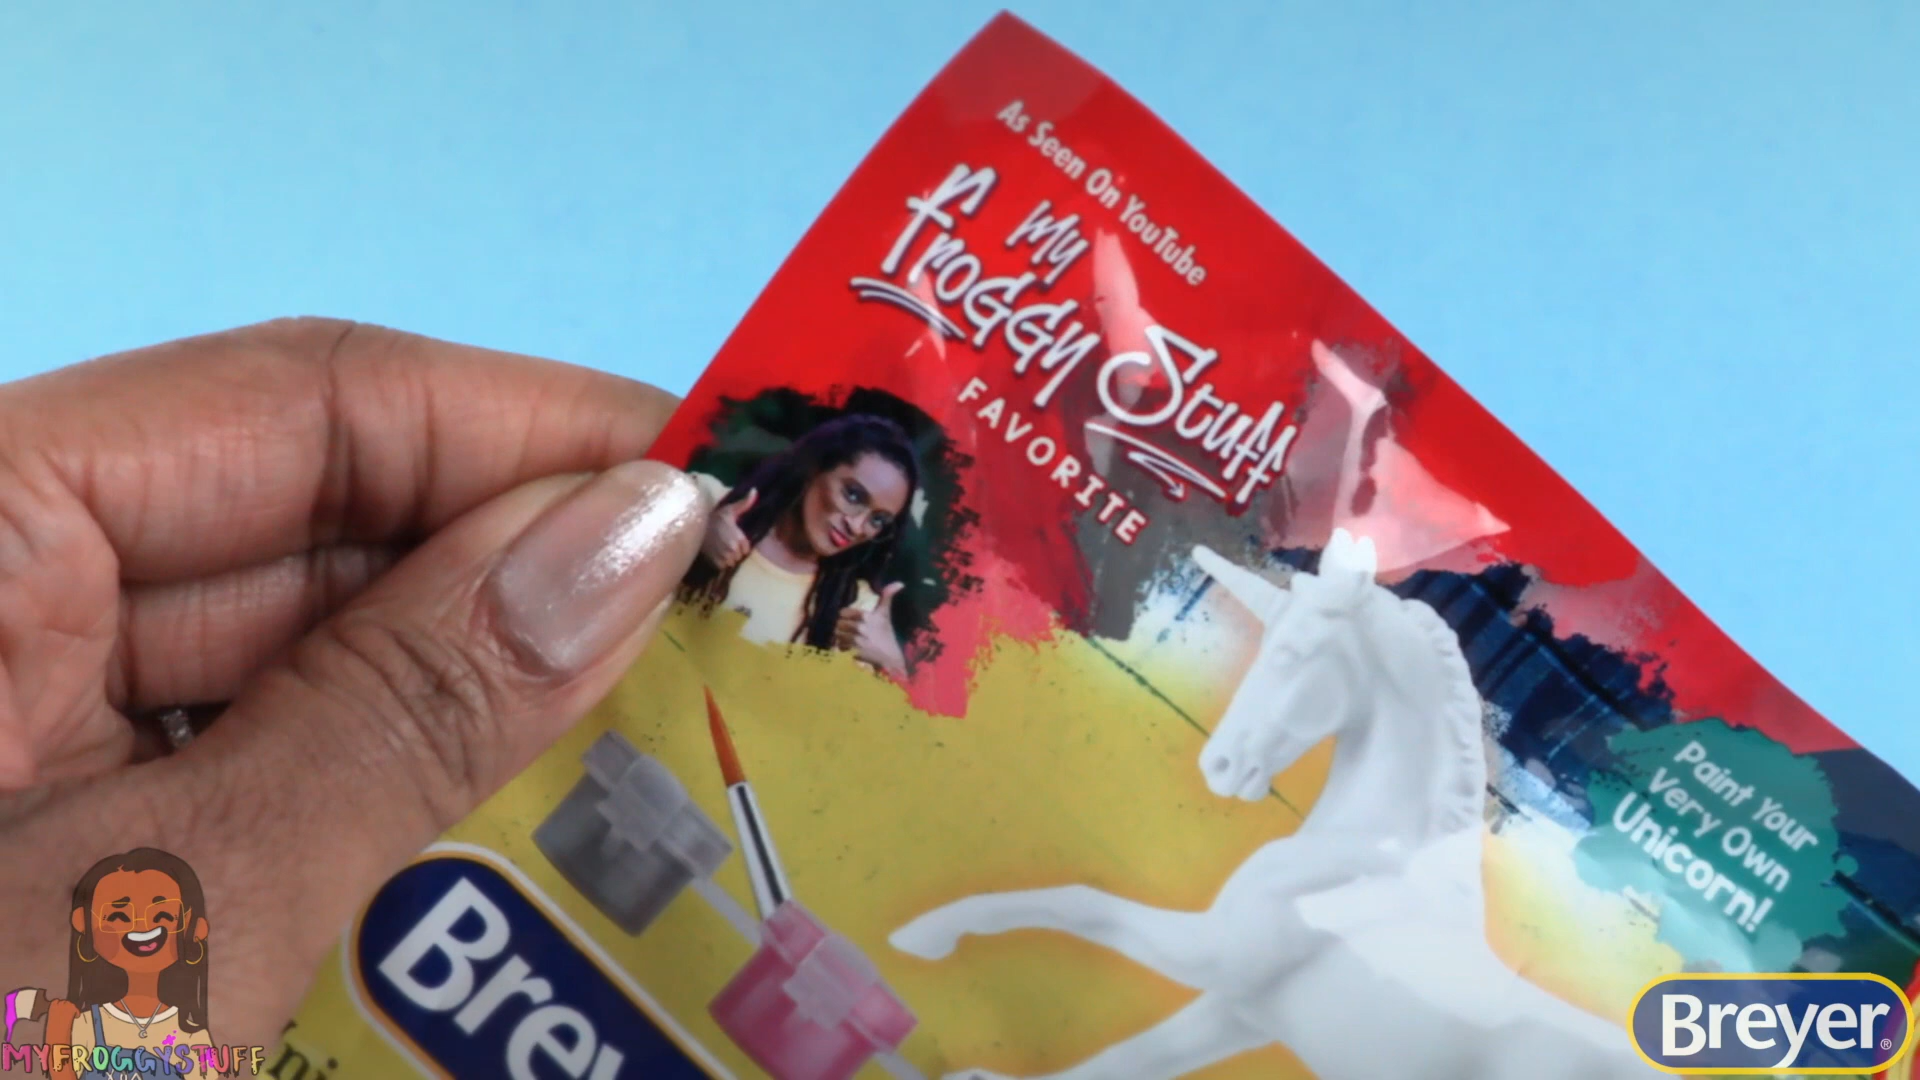 As Seen On YouTube
My
Froggy Stuff
FAVORITE
Paint Your
Very Own
Unicorn!
Brey
MYFROGGYSTUFF
Breyer®